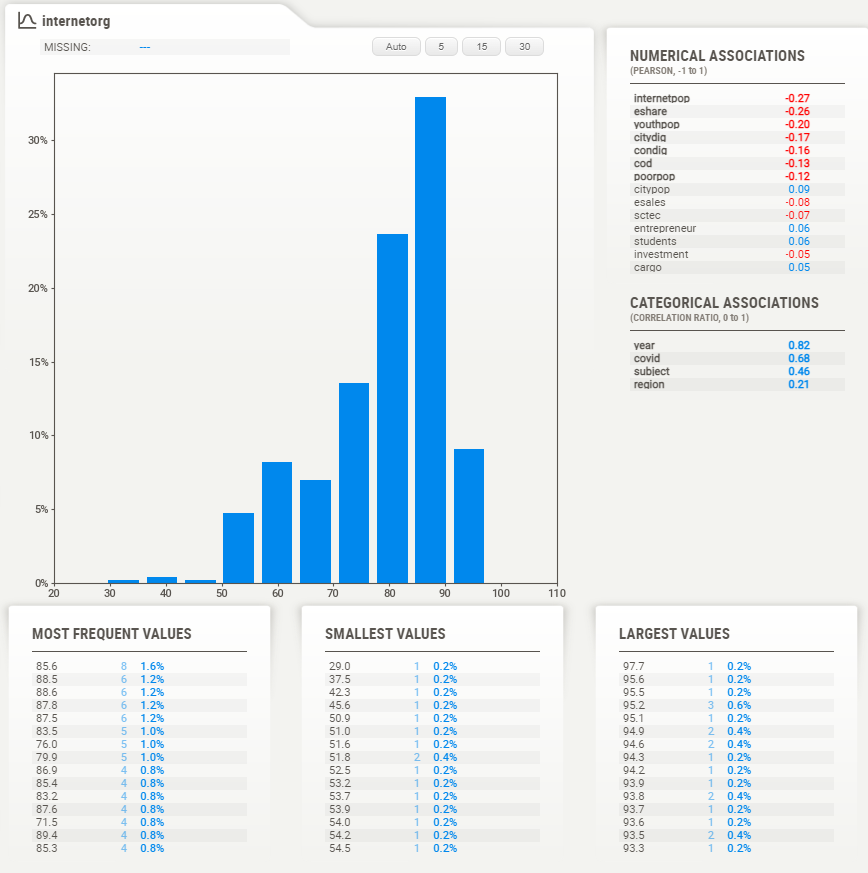 internetorg
MISSING: ---
Auto 5 15 30
30%
25%
20%
15%
10%
5%
0%
20 30 40 50 60 70 80 90 100 110
NUMERICAL ASSOCIATIONS
(PEARSON, -1 to 1)
internetpop -0.27
eshare -0.26
youthpop -0.20
citydig -0.17
condig -0.16
cod -0.13
poorpop -0.12
citypop 0.09
esales -0.08
sctec -0.07
entrepreneur 0.06
students 0.06
investment -0.05
cargo 0.05
CATEGORICAL ASSOCIATIONS
(CORRELATION RATIO, 0 to 1)
year 0.82
covid 0.68
subject 0.46
region 0.21
MOST FREQUENT VALUES
85.6 8 1.6%
88.5 6 1.2%
88.6 6 1.2%
87.8 6 1.2%
87.5 6 1.2%
83.5 5 1.0%
76.0 5 1.0%
79.9 5 1.0%
86.9 4 0.8%
85.4 4 0.8%
83.2 4 0.8%
87.6 4 0.8%
71.5 4 0.8%
89.4 4 0.8%
85.3 4 0.8%
SMALLEST VALUES
29.0 1 0.2%
37.5 1 0.2%
42.3 1 0.2%
45.6 1 0.2%
50.9 1 0.2%
51.0 1 0.2%
51.6 1 0.2%
51.8 2 0.4%
52.5 1 0.2%
53.2 1 0.2%
53.7 1 0.2%
53.9 1 0.2%
54.0 1 0.2%
54.2 1 0.2%
54.5 1 0.2%
LARGEST VALUES
97.7 1 0.2%
95.6 1 0.2%
95.5 1 0.2%
95.2 3 0.6%
95.1 1 0.2%
94.9 2 0.4%
94.6 2 0.4%
94.3 1 0.2%
94.2 1 0.2%
93.9 1 0.2%
93.8 2 0.4%
93.7 1 0.2%
93.6 1 0.2%
93.5 2 0.4%
93.3 1 0.2%